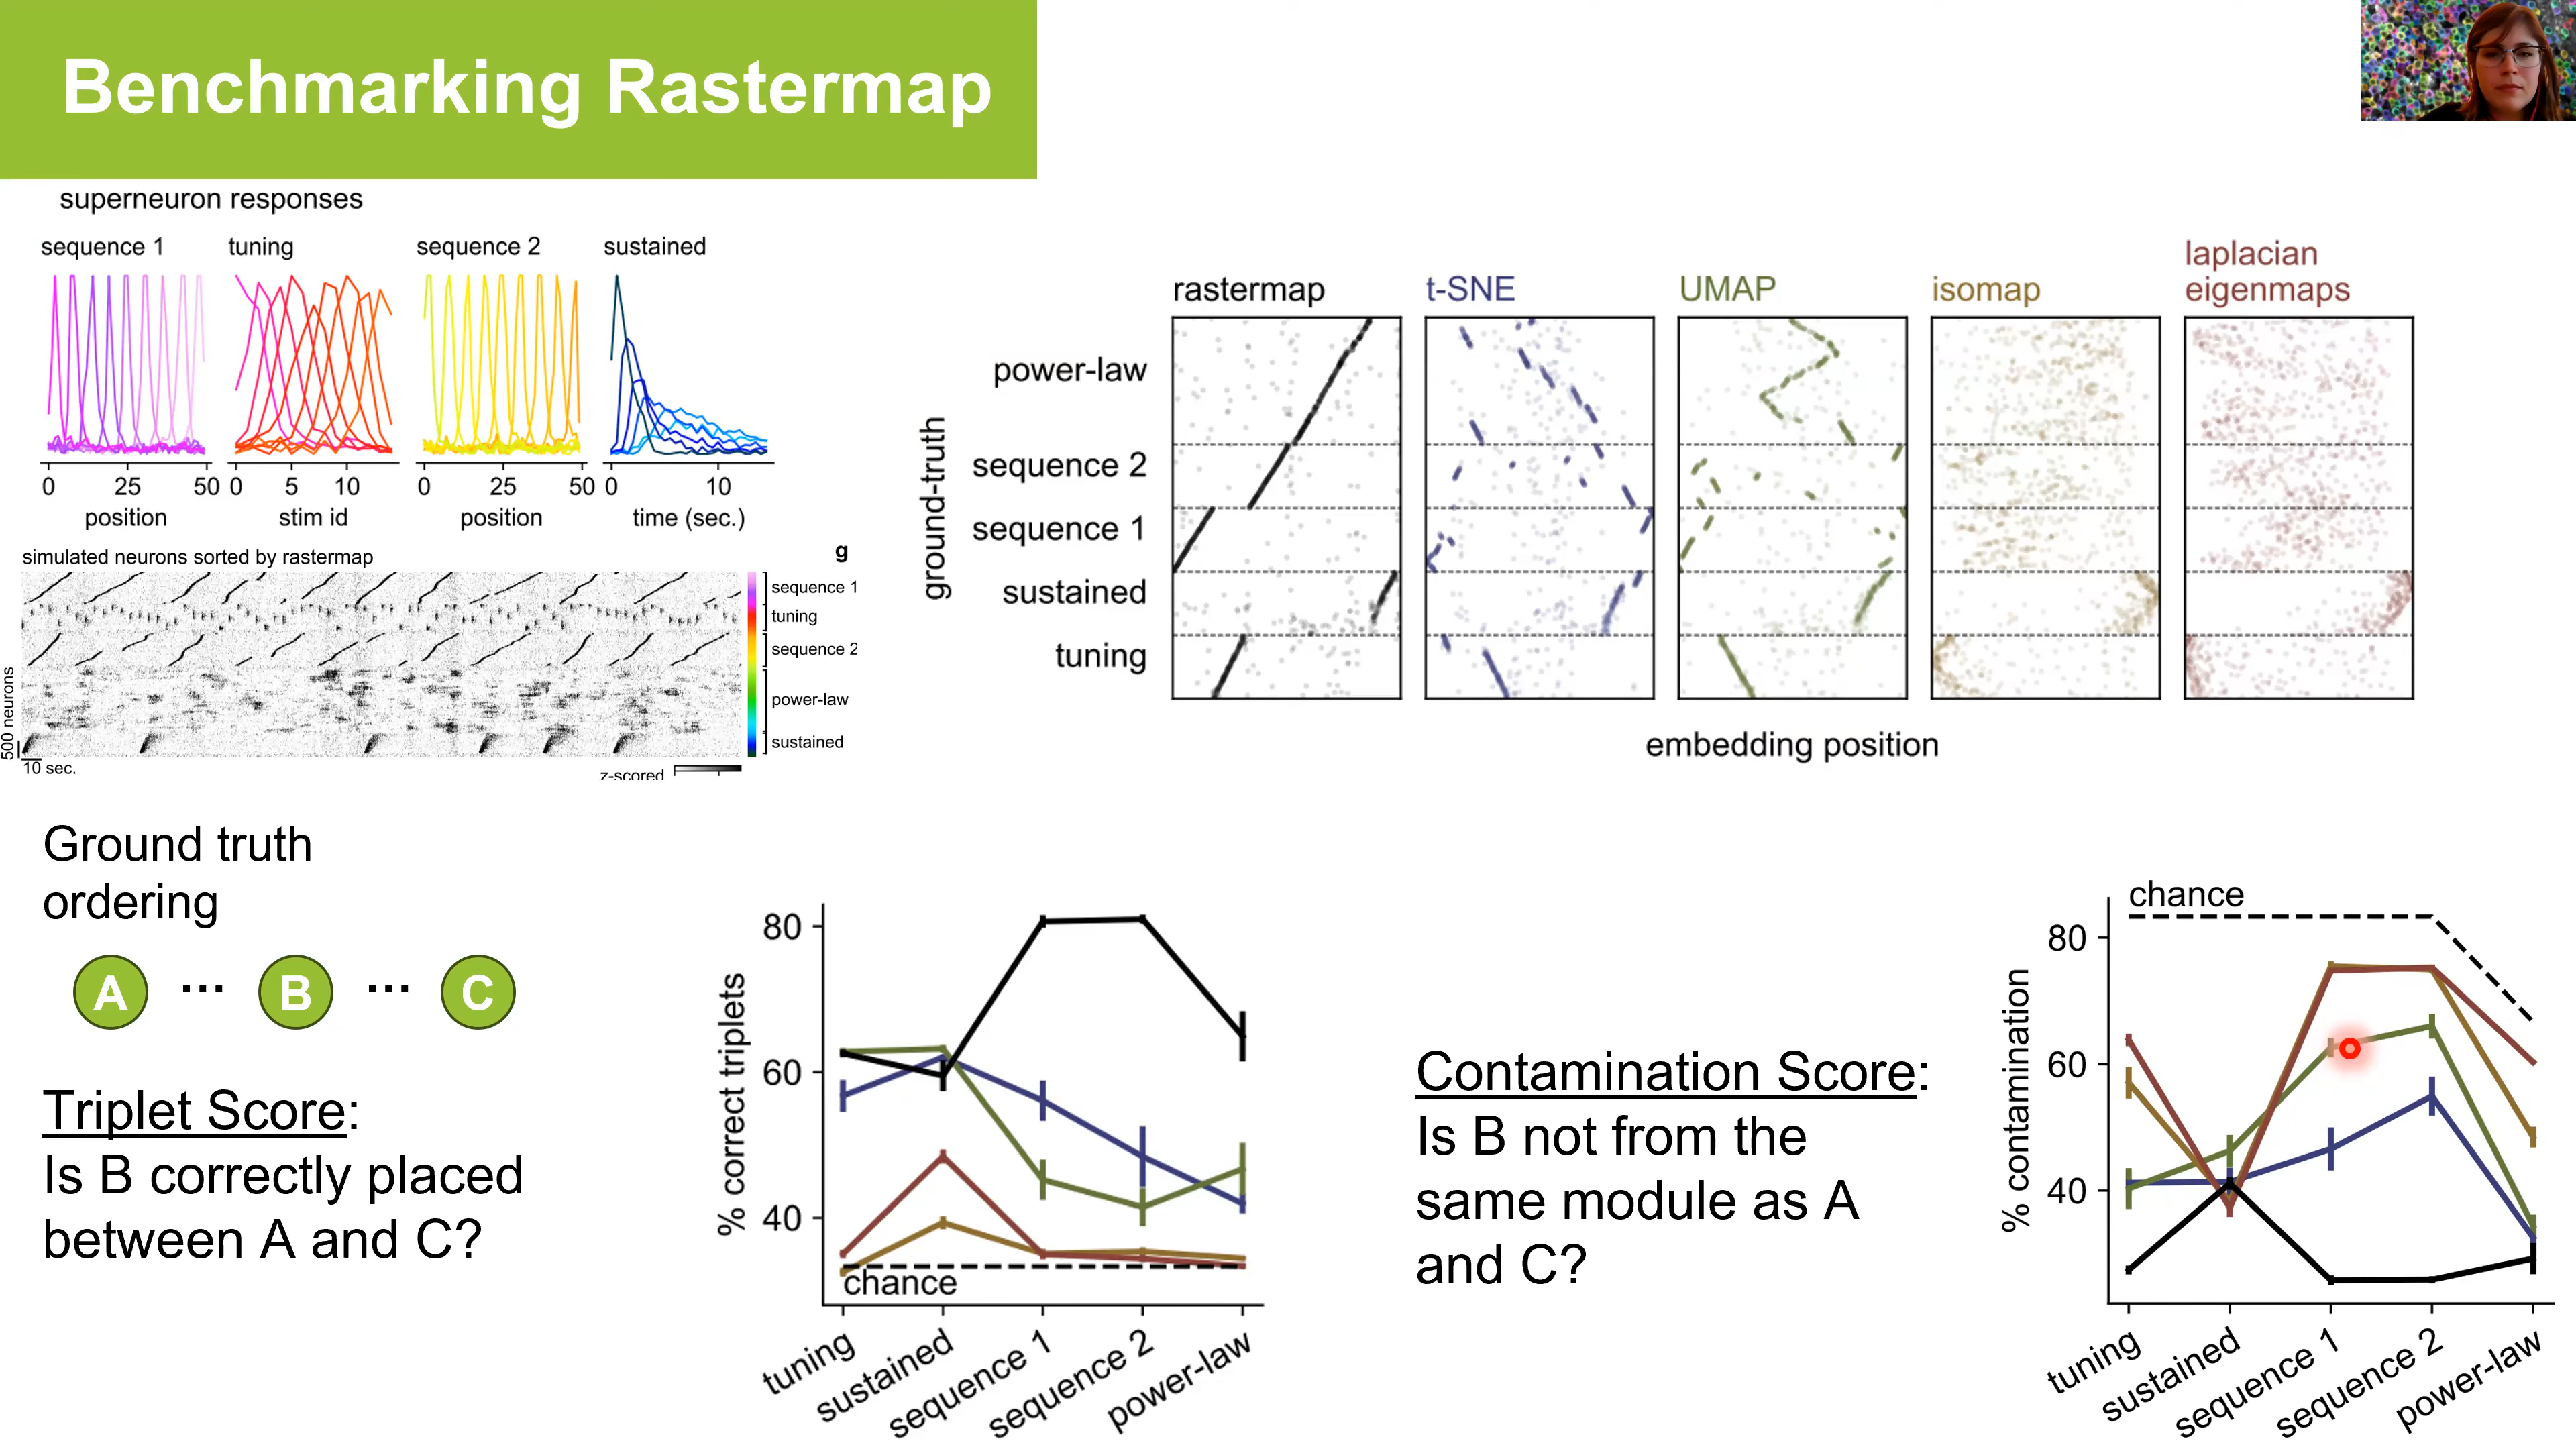 Benchmarking Rastermap
superneuron responses
sequence 1
tuning
sequence 2
sustained
0 25 50
0 5 10
0 25 50
0 10
position
stim id
position
time (sec.)
simulated neurons sorted by rastermap
g
sequence 1
tuning
sequence 2
power-law
sustained
500 neurons
10 sec.
z-scored
rastermap
t-SNE
UMAP
isomap
laplacian
eigenmaps
ground-truth
power-law
sequence 2
sequence 1
sustained
tuning
embedding position
Ground truth
ordering
A ... B ... C
Triplet Score:
Is B correctly placed
between A and C?
% correct triplets
80
60
40
chance
tuning
sustained
sequence 1
sequence 2
power-law
Contamination Score:
Is B not from the
same module as A
and C?
% contamination
chance
80
60
40
tuning
sustained
sequence 1
sequence 2
power-law